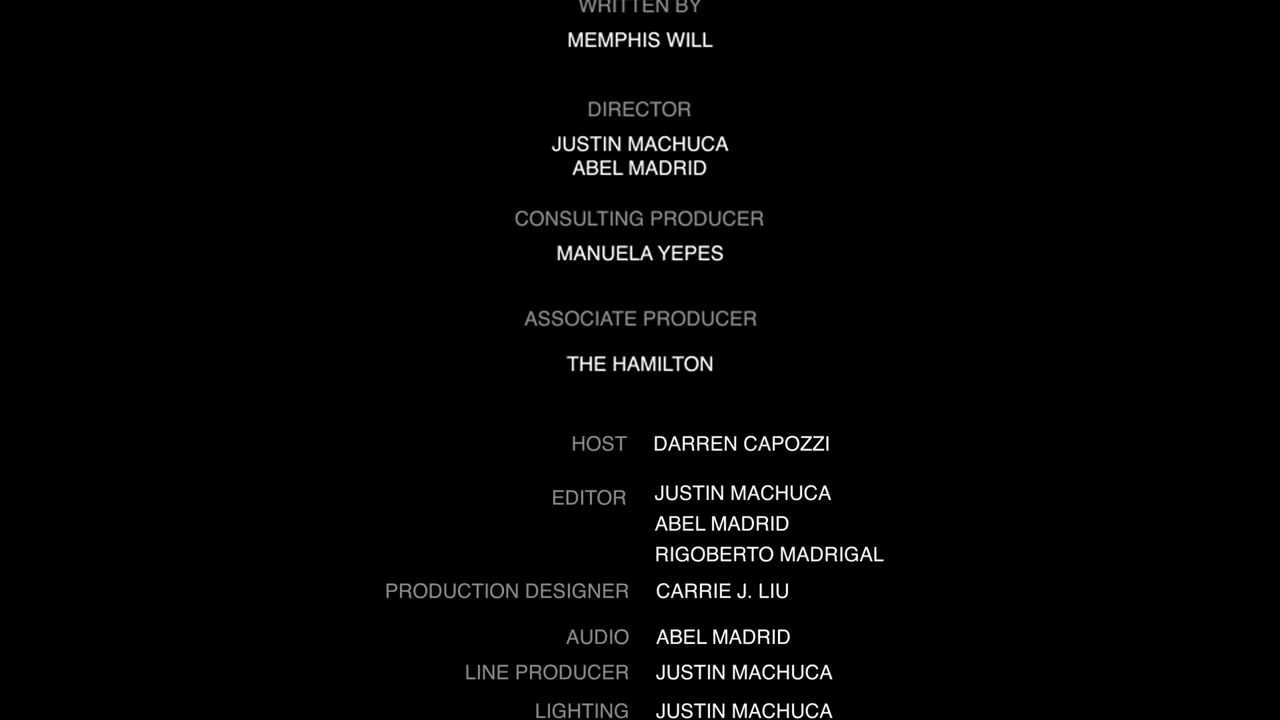 WRITTEN BY
MEMPHIS WILL
DIRECTOR
JUSTIN MACHUCA
ABEL MADRID
CONSULTING PRODUCER
MANUELA YEPES
ASSOCIATE PRODUCER
THE HAMILTON
HOST DARREN CAPOZZI
EDITOR JUSTIN MACHUCA
ABEL MADRID
RIGOBERTO MADRIGAL
PRODUCTION DESIGNER CARRIE J. LIU
AUDIO ABEL MADRID
LINE PRODUCER JUSTIN MACHUCA
LIGHTING JUSTIN MACHUCA